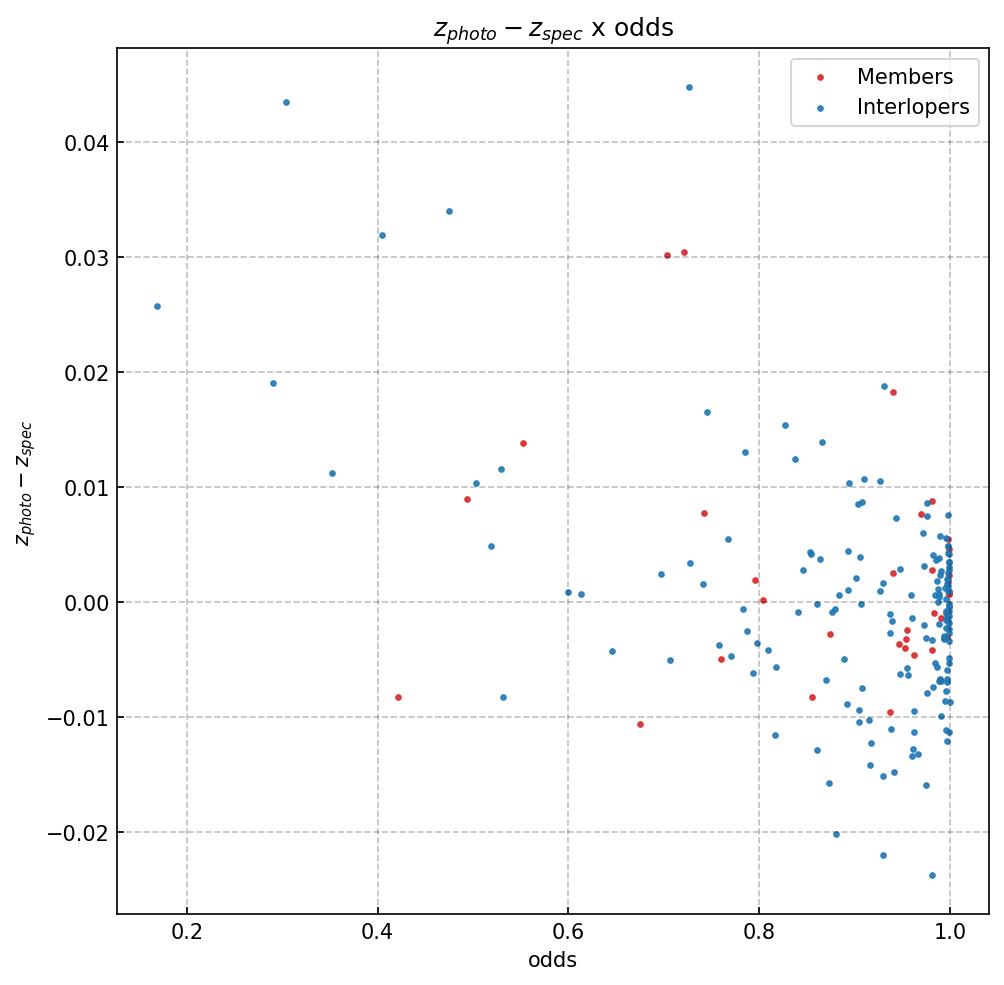 z_photo − z_spec x odds
Members
Interlopers
z_photo − z_spec
0.04
0.03
0.02
0.01
0.00
−0.01
−0.02
0.2 0.4 0.6 0.8 1.0
odds